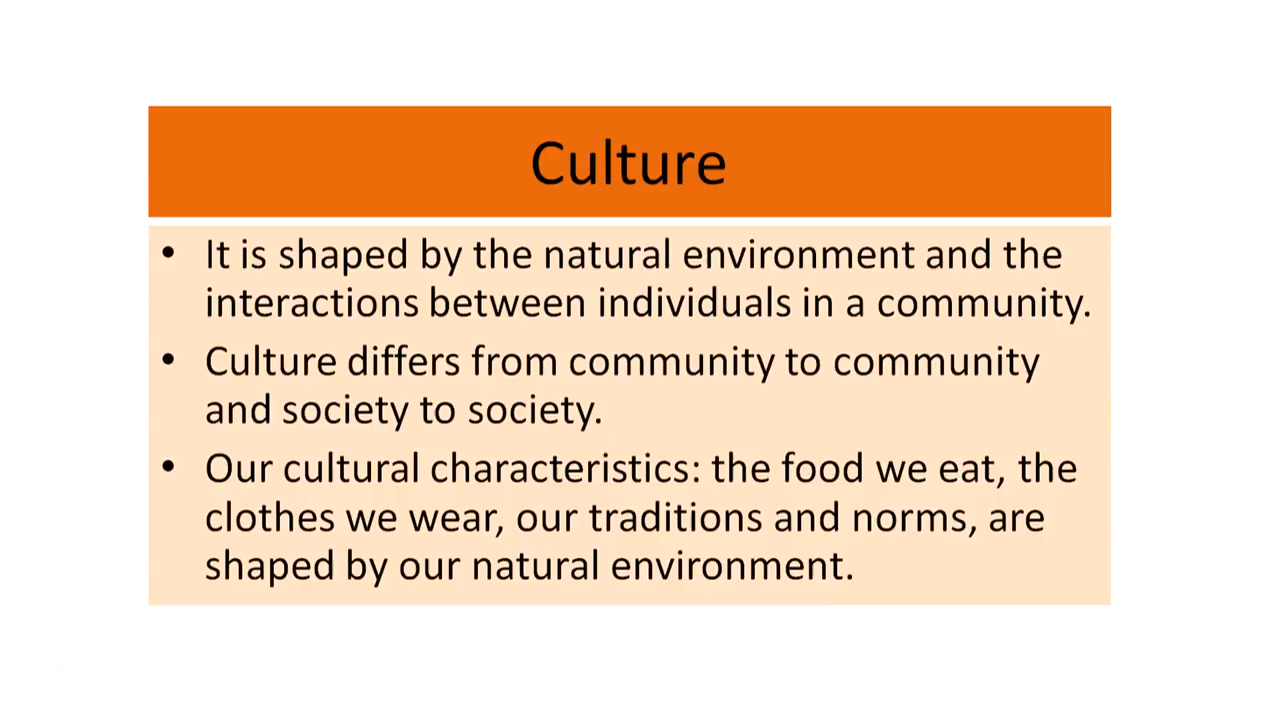 Culture
• It is shaped by the natural environment and the
interactions between individuals in a community.
• Culture differs from community to community
and society to society.
• Our cultural characteristics: the food we eat, the
clothes we wear, our traditions and norms, are
shaped by our natural environment.